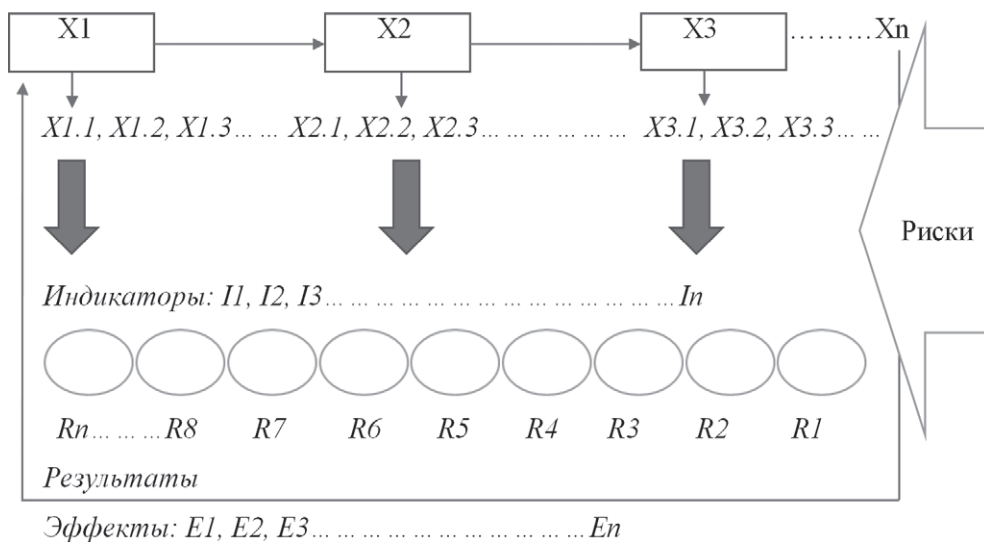 X1 X2 X3 ………Xn
X1.1, X1.2, X1.3…… X2.1, X2.2, X2.3……………… X3.1, X3.2, X3.3……
Риски
Индикаторы: I1, I2, I3…………………………………………In
Rn………R8 R7 R6 R5 R4 R3 R2 R1
Результаты
Эффекты: E1, E2, E3………………………………En